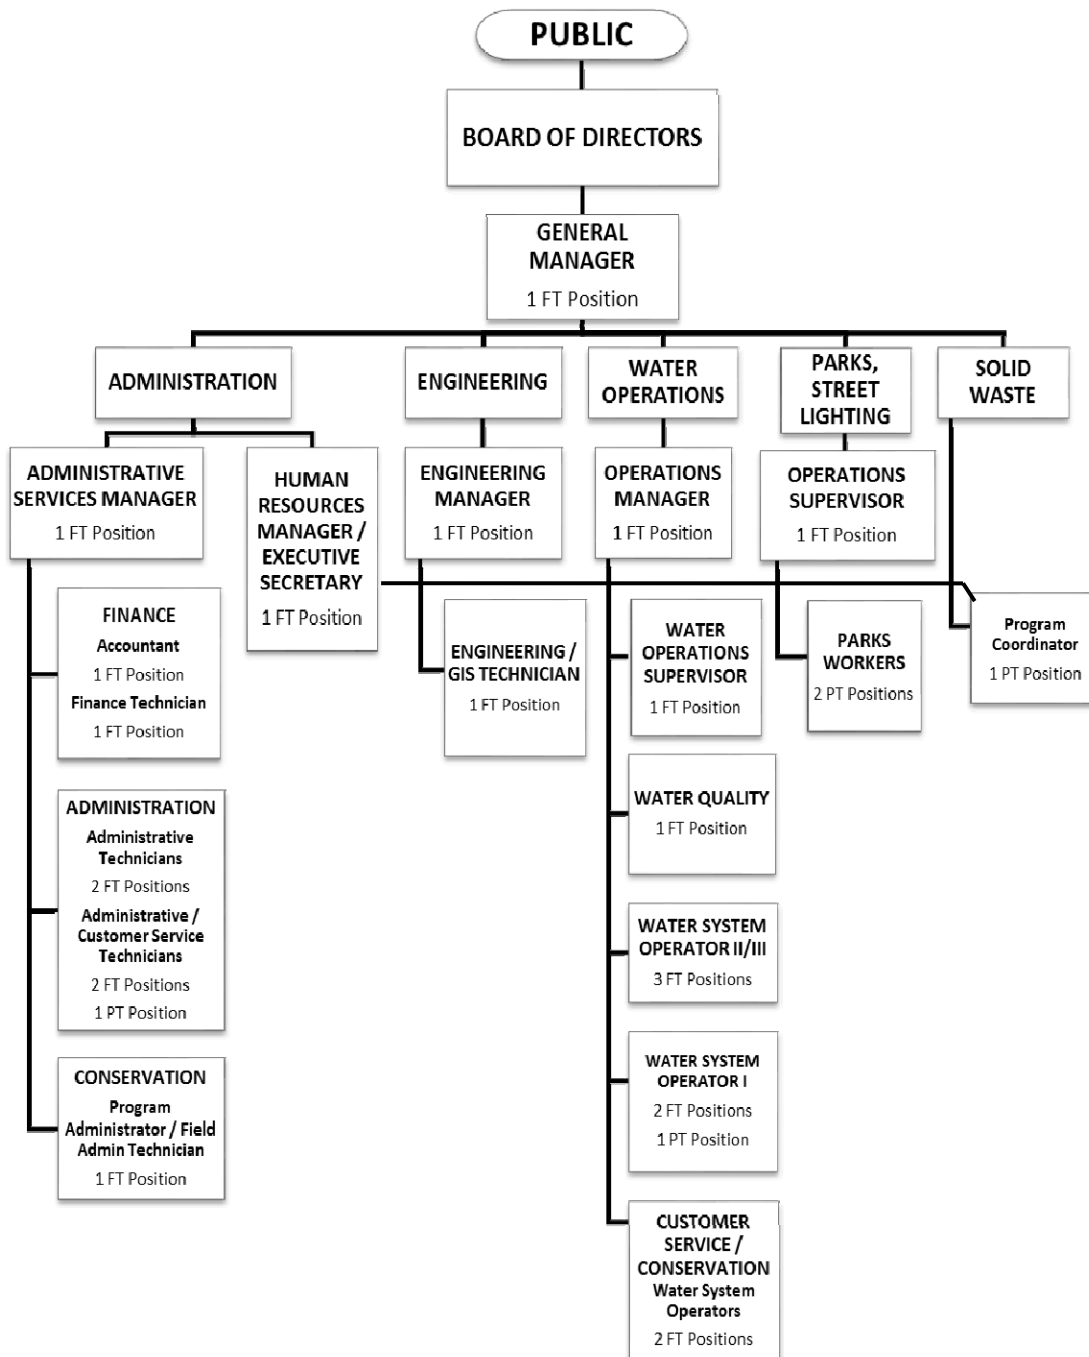 PUBLIC
BOARD OF DIRECTORS
GENERAL
MANAGER
1 FT Position
ADMINISTRATION
ENGINEERING
WATER
OPERATIONS
PARKS,
STREET
LIGHTING
SOLID
WASTE
ADMINISTRATIVE
SERVICES MANAGER
1 FT Position
HUMAN
RESOURCES
MANAGER /
EXECUTIVE
SECRETARY
1 FT Position
ENGINEERING
MANAGER
1 FT Position
OPERATIONS
MANAGER
1 FT Position
OPERATIONS
SUPERVISOR
1 FT Position
FINANCE
Accountant
1 FT Position
Finance Technician
1 FT Position
ENGINEERING /
GIS TECHNICIAN
1 FT Position
WATER
OPERATIONS
SUPERVISOR
1 FT Position
PARKS
WORKERS
2 PT Positions
Program
Coordinator
1 PT Position
ADMINISTRATION
Administrative
Technicians
2 FT Positions
Administrative /
Customer Service
Technicians
2 FT Positions
1 PT Position
WATER QUALITY
1 FT Position
WATER SYSTEM
OPERATOR II/III
3 FT Positions
CONSERVATION
Program
Administrator / Field
Admin Technician
1 FT Position
WATER SYSTEM
OPERATOR I
2 FT Positions
1 PT Position
CUSTOMER
SERVICE /
CONSERVATION
Water System
Operators
2 FT Positions